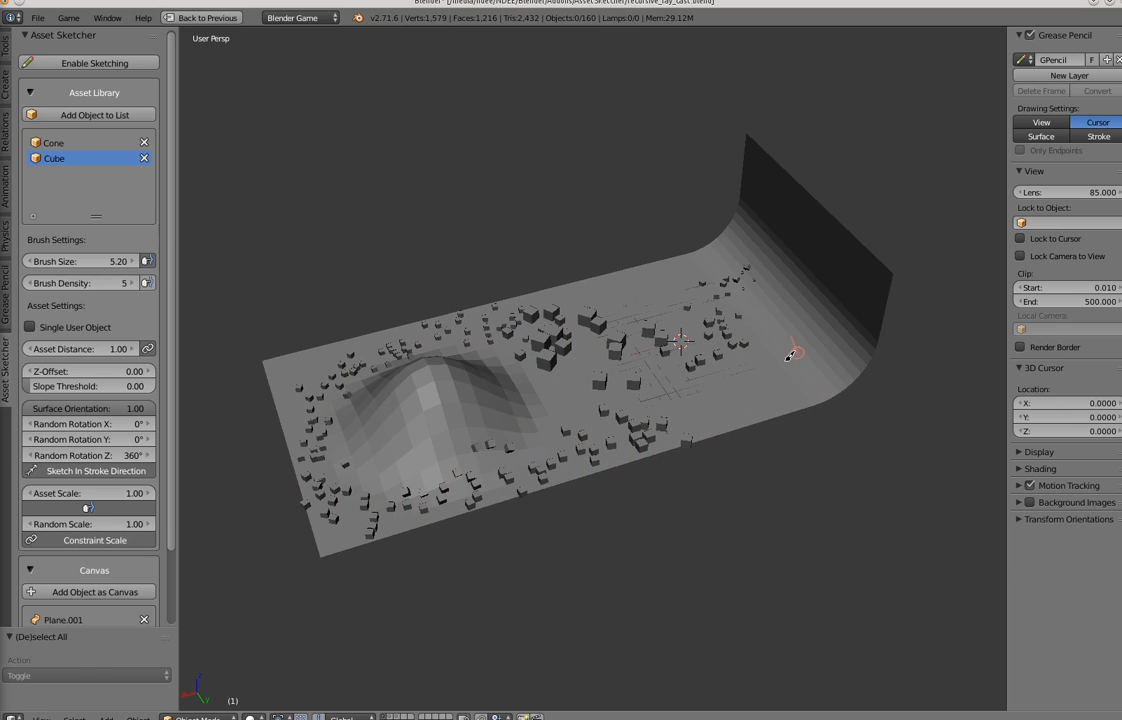 Blender* [/media/ndee/NDEE/Blender/Addons/AssetSketcher/recursive_ray_cast.blend]
File Game Window Help Back to Previous Blender Game v2.71.6 | Verts:1,579 | Faces:1,216 | Tris:2,432 | Objects:0/160 | Lamps:0/0 | Mem:29.12M
Tools
Create
Relations
Animation
Physics
Grease Pencil
Asset Sketcher
Asset Sketcher
Enable Sketching
Asset Library
Add Object to List
Cone
Cube
Brush Settings:
Brush Size: 5.20
Brush Density: 5
Asset Settings:
Single User Object
Asset Distance: 1.00
Z-Offset: 0.00
Slope Threshold: 0.00
Surface Orientation: 1.00
Random Rotation X: 0°
Random Rotation Y: 0°
Random Rotation Z: 360°
Sketch In Stroke Direction
Asset Scale: 1.00
Random Scale: 1.00
Constraint Scale
Canvas
Add Object as Canvas
Plane.001
(De)select All
Action
Toggle
User Persp
z
y
(1)
View Select Add Object Object Mode Global
Grease Pencil
GPencil F
New Layer
Delete Frame Convert
Drawing Settings:
View Cursor
Surface Stroke
Only Endpoints
View
Lens: 85.000
Lock to Object:
Lock to Cursor
Lock Camera to View
Clip:
Start: 0.010
End: 500.000
Local Camera:
Render Border
3D Cursor
Location:
X: 0.0000
Y: 0.0000
Z: 0.0000
Display
Shading
Motion Tracking
Background Images
Transform Orientations